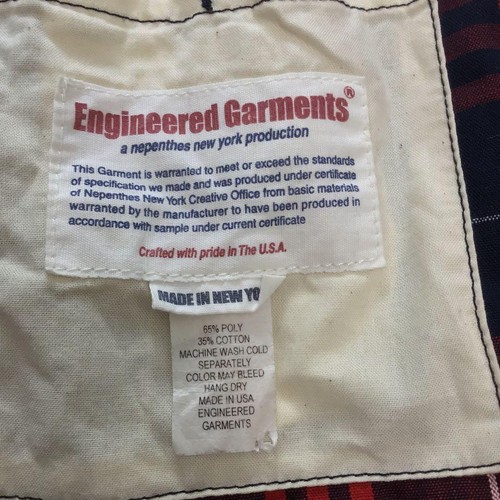 Engineered Garments®
a nepenthes new york production
This Garment is warranted to meet or exceed the standards
of specification we made and was produced under certificate
of Nepenthes New York Creative Office from basic materials
warranted by the manufacturer to have been produced in
accordance with sample under current certificate
Crafted with pride in The U.S.A.
MADE IN NEW YO
65% POLY
35% COTTON
MACHINE WASH COLD
SEPARATELY
COLOR MAY BLEED
HANG DRY
MADE IN USA
ENGINEERED
GARMENTS